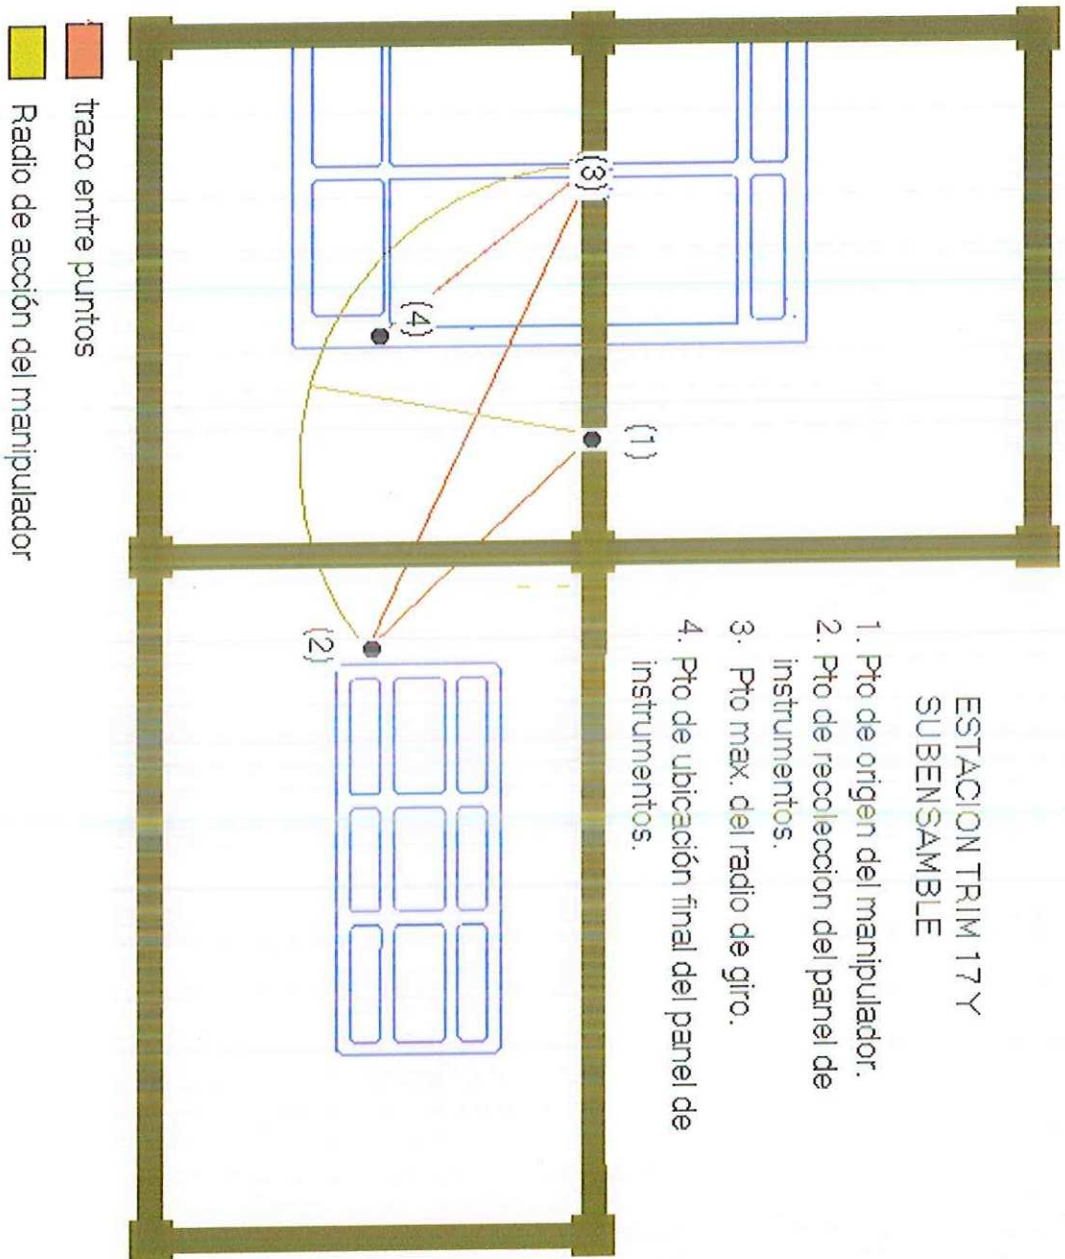 ESTACION TRIM 17 Y
SUBENSAMBLE
1. Pto de origen del manipulador.
2. Pto de recoleccion del panel de
instrumentos.
3. Pto max. del radio de giro.
4. Pto de ubicación final del panel de
instrumentos.
(1)
(3)
(4)
(2)
trazo entre puntos
Radio de acción del manipulador